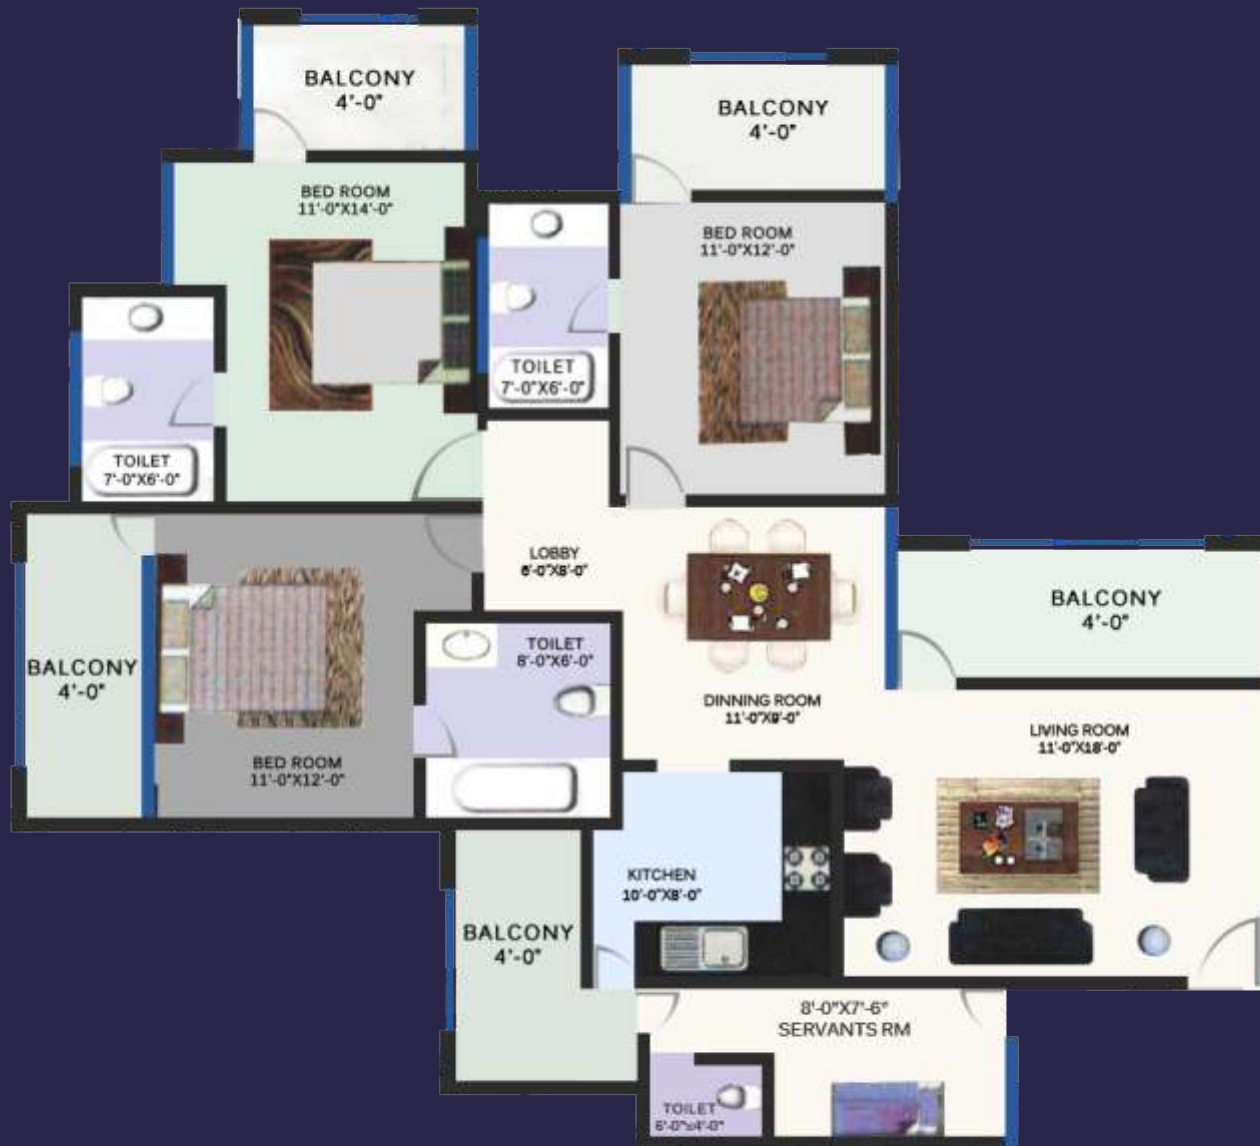 BALCONY
4'-0"
BALCONY
4'-0"
BED ROOM
11'-0"X14'-0"
BED ROOM
11'-0"X12'-0"
TOILET
7'-0"X6'-0"
TOILET
7'-0"X6'-0"
LOBBY
6'-0"X8'-0"
BALCONY
4'-0"
TOILET
8'-0"X6'-0"
BALCONY
4'-0"
DINNING ROOM
11'-0"X9'-0"
LIVING ROOM
11'-0"X18'-0"
BED ROOM
11'-0"X12'-0"
KITCHEN
10'-0"X8'-0"
BALCONY
4'-0"
8'-0"X7'-6"
SERVANTS RM
TOILET
6'-0"x4'-0"